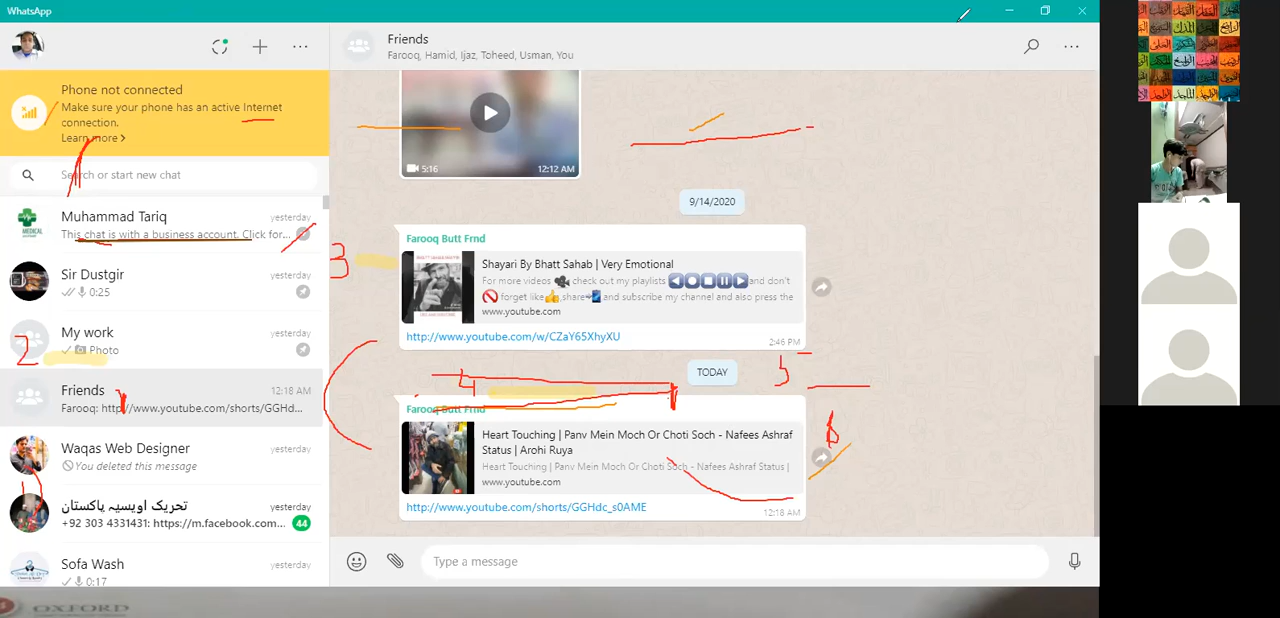 WhatsApp
Friends
Farooq, Hamid, Ijaz, Toheed, Usman, You
Phone not connected
Make sure your phone has an active Internet
connection.
Learn more >
Search or start new chat
Muhammad Tariq
yesterday
This chat is with a business account. Click for...
Sir Dustgir
yesterday
0:25
My work
yesterday
Photo
Friends
12:18 AM
Farooq: http://www.youtube.com/shorts/GGHd...
Waqas Web Designer
yesterday
You deleted this message
تحریک اویسیہ پاکستان
yesterday
+92 303 4331431: https://m.facebook.com...
44
Sofa Wash
yesterday
0:17
5:16
12:12 AM
9/14/2020
3
Farooq Butt Frnd
Shayari By Bhatt Sahab | Very Emotional
For more videos 🎥 check out my playlists ◀⏺⏹⏸▶ and don't
🚫 forget like👍,share📲 and subscribe my channel and also press the
www.youtube.com
http://www.youtube.com/w/CZaY65XhyXU
2:46 PM
2
TODAY
4
5
Farooq Butt Frnd
Heart Touching | Panv Mein Moch Or Choti Soch - Nafees Ashraf
Status | Arohi Ruya
Heart Touching | Panv Mein Moch Or Choti Soch - Nafees Ashraf Status |
www.youtube.com
http://www.youtube.com/shorts/GGHdc_s0AME
12:18 AM
6
Type a message
OXFORD
MEDICAL